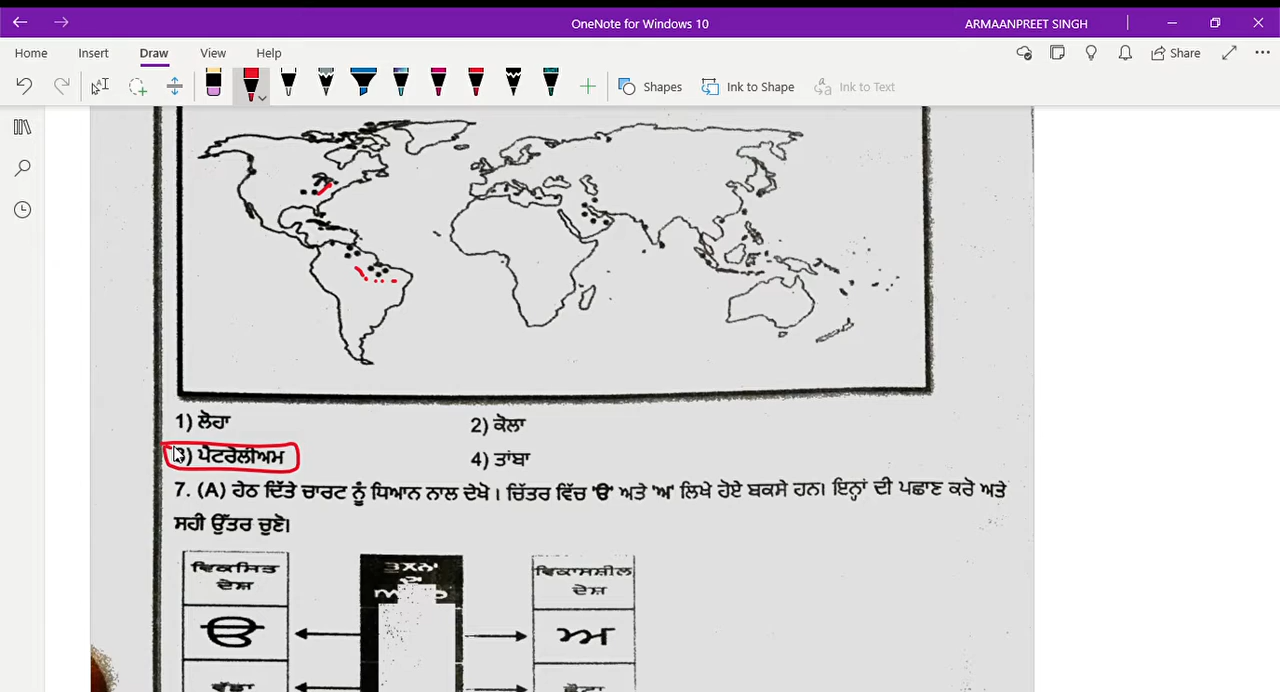 OneNote for Windows 10
ARMAANPREET SINGH
Home Insert Draw View Help
Share
Shapes Ink to Shape Ink to Text
1) ਲੋਹਾ 2) ਕੋਲਾ
3) ਪੈਟਰੋਲੀਅਮ 4) ਤਾਂਬਾ
7. (A) ਹੇਠ ਦਿੱਤੇ ਚਾਰਟ ਨੂੰ ਧਿਆਨ ਨਾਲ ਦੇਖੋ। ਚਿੱਤਰ ਵਿੱਚ 'ੳ' ਅਤੇ 'ਅ' ਲਿਖੇ ਹੋਏ ਬਕਸੇ ਹਨ। ਇਨ੍ਹਾਂ ਦੀ ਪਛਾਣ ਕਰੋ ਅਤੇ
ਸਹੀ ਉੱਤਰ ਚੁਣੋ।
ਵਿਕਸਿਤ ਵਿਕਾਸਸ਼ੀਲ
ਦੇਸ਼ ਦੇਸ਼
ੳ ਅ